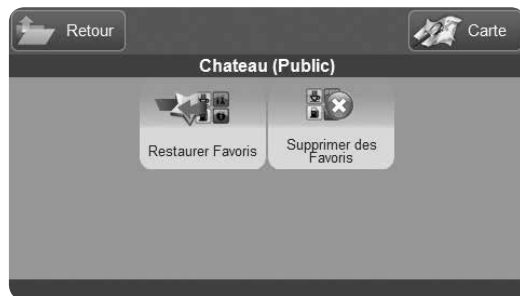 Retour
Carte
Chateau (Public)
Restaurer Favoris
Supprimer des
Favoris